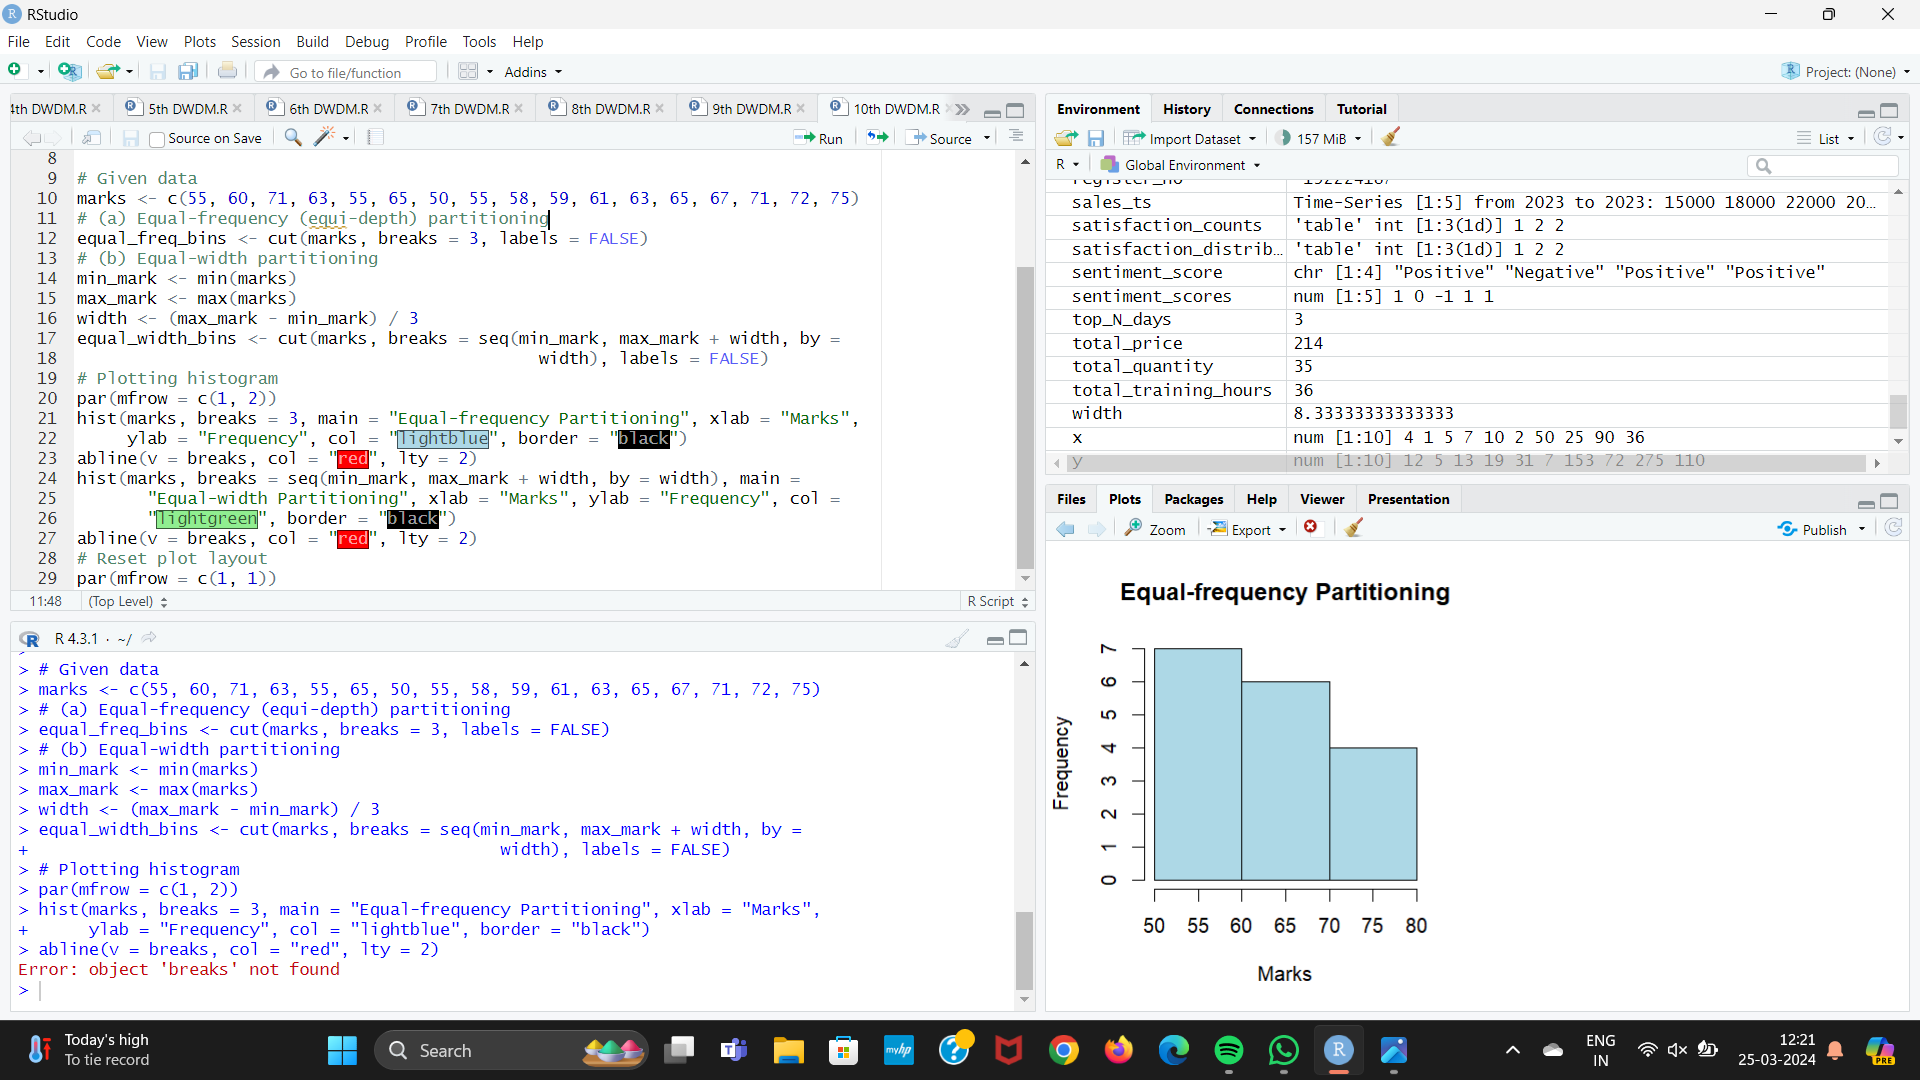 RStudio
File Edit Code View Plots Session Build Debug Profile Tools Help
Go to file/function Addins Project: (None)
4th DWDM.R 5th DWDM.R 6th DWDM.R 7th DWDM.R 8th DWDM.R 9th DWDM.R 10th DWDM.R
Source on Save Run Source
8
9 # Given data
10 marks <- c(55, 60, 71, 63, 55, 65, 50, 55, 58, 59, 61, 63, 65, 67, 71, 72, 75)
11 # (a) Equal-frequency (equi-depth) partitioning
12 equal_freq_bins <- cut(marks, breaks = 3, labels = FALSE)
13 # (b) Equal-width partitioning
14 min_mark <- min(marks)
15 max_mark <- max(marks)
16 width <- (max_mark - min_mark) / 3
17 equal_width_bins <- cut(marks, breaks = seq(min_mark, max_mark + width, by =
18 width), labels = FALSE)
19 # Plotting histogram
20 par(mfrow = c(1, 2))
21 hist(marks, breaks = 3, main = "Equal-frequency Partitioning", xlab = "Marks",
22 ylab = "Frequency", col = "lightblue", border = "black")
23 abline(v = breaks, col = "red", lty = 2)
24 hist(marks, breaks = seq(min_mark, max_mark + width, by = width), main =
25 "Equal-width Partitioning", xlab = "Marks", ylab = "Frequency", col =
26 "lightgreen", border = "black")
27 abline(v = breaks, col = "red", lty = 2)
28 # Reset plot layout
29 par(mfrow = c(1, 1))
11:48 (Top Level) R Script
R 4.3.1 · ~/
> # Given data
> marks <- c(55, 60, 71, 63, 55, 65, 50, 55, 58, 59, 61, 63, 65, 67, 71, 72, 75)
> # (a) Equal-frequency (equi-depth) partitioning
> equal_freq_bins <- cut(marks, breaks = 3, labels = FALSE)
> # (b) Equal-width partitioning
> min_mark <- min(marks)
> max_mark <- max(marks)
> width <- (max_mark - min_mark) / 3
> equal_width_bins <- cut(marks, breaks = seq(min_mark, max_mark + width, by =
+ width), labels = FALSE)
> # Plotting histogram
> par(mfrow = c(1, 2))
> hist(marks, breaks = 3, main = "Equal-frequency Partitioning", xlab = "Marks",
+ ylab = "Frequency", col = "lightblue", border = "black")
> abline(v = breaks, col = "red", lty = 2)
Error: object 'breaks' not found
>
Environment History Connections Tutorial
Import Dataset 157 MiB List
R Global Environment
sales_ts Time-Series [1:5] from 2023 to 2023: 15000 18000 22000 20…
satisfaction_counts 'table' int [1:3(1d)] 1 2 2
satisfaction_distrib… 'table' int [1:3(1d)] 1 2 2
sentiment_score chr [1:4] "Positive" "Negative" "Positive" "Positive"
sentiment_scores num [1:5] 1 0 -1 1 1
top_N_days 3
total_price 214
total_quantity 35
total_training_hours 36
width 8.33333333333333
x num [1:10] 4 1 5 7 10 2 50 25 90 36
y num [1:10] 12 5 13 19 31 7 153 72 275 110
Files Plots Packages Help Viewer Presentation
Zoom Export Publish
Equal-frequency Partitioning
Frequency
7
6
5
4
3
2
1
0
50 55 60 65 70 75 80
Marks
Today's high
To tie record
Search
myhp
PRE
ENG
IN
12:21
25-03-2024